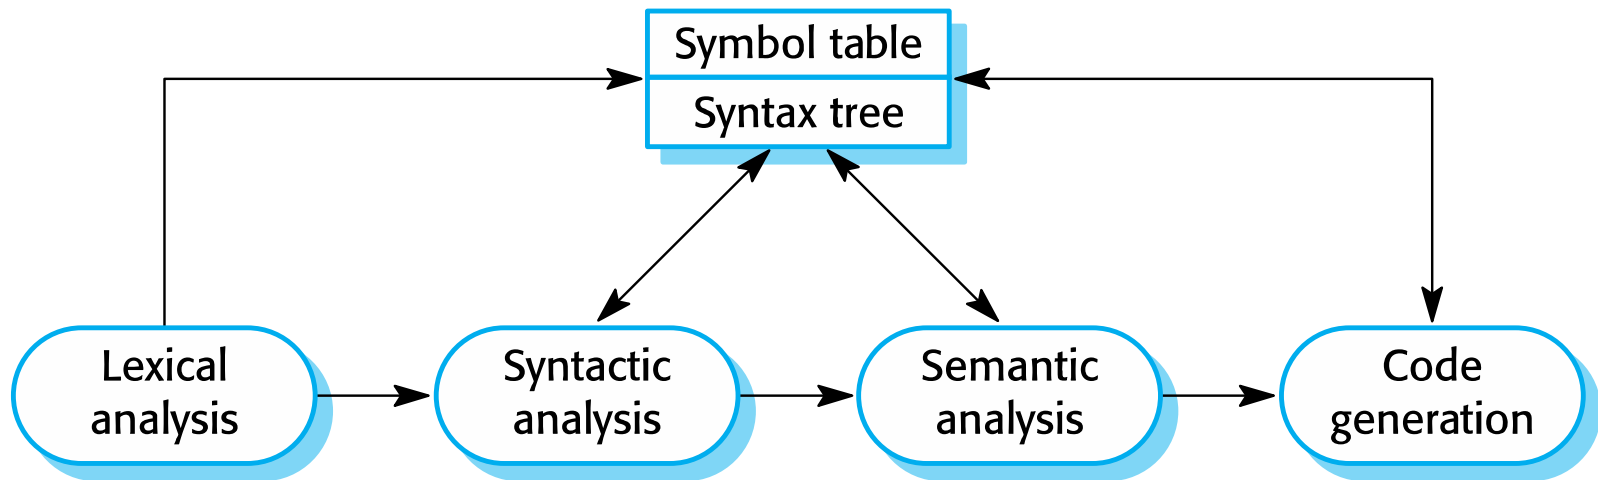 Symbol table
Syntax tree
Lexical
analysis
Syntactic
analysis
Semantic
analysis
Code
generation